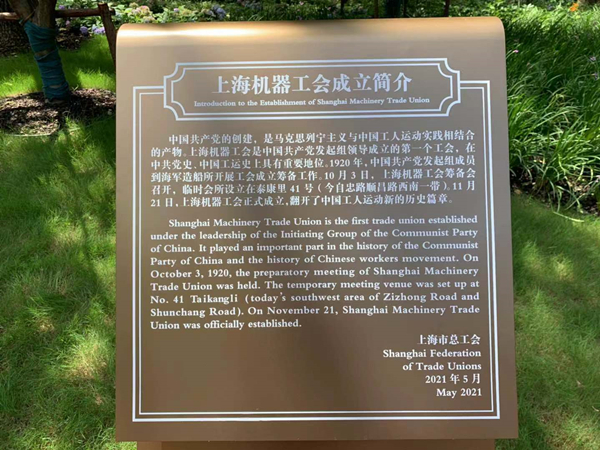 上海机器工会成立简介
Introduction to the Establishment of Shanghai Machinery Trade Union
中国共产党的创建，是马克思列宁主义与中国工人运动实践相结合
的产物。上海机器工会是中国共产党发起组领导成立的第一个工会，在
中共党史、中国工运史上具有重要地位。1920年，中国共产党发起组成员
到海军造船所开展工会成立筹备工作。10月3日，上海机器工会筹备会
召开，临时会所设立在泰康里41号（今自忠路顺昌路西南一带）。11月
21日，上海机器工会正式成立，翻开了中国工人运动新的历史篇章。
Shanghai Machinery Trade Union is the first trade union established
under the leadership of the Initiating Group of the Communist Party
of China. It played an important part in the history of the Communist
Party of China and the history of Chinese workers movement. On
October 3, 1920, the preparatory meeting of Shanghai Machinery
Trade Union was held. The temporary meeting venue was set up at
No. 41 Taikangli (today's southwest area of Zizhong Road and
Shunchang Road). On November 21, Shanghai Machinery Trade
Union was officially established.
上海市总工会
Shanghai Federation
of Trade Unions
2021年5月
May 2021